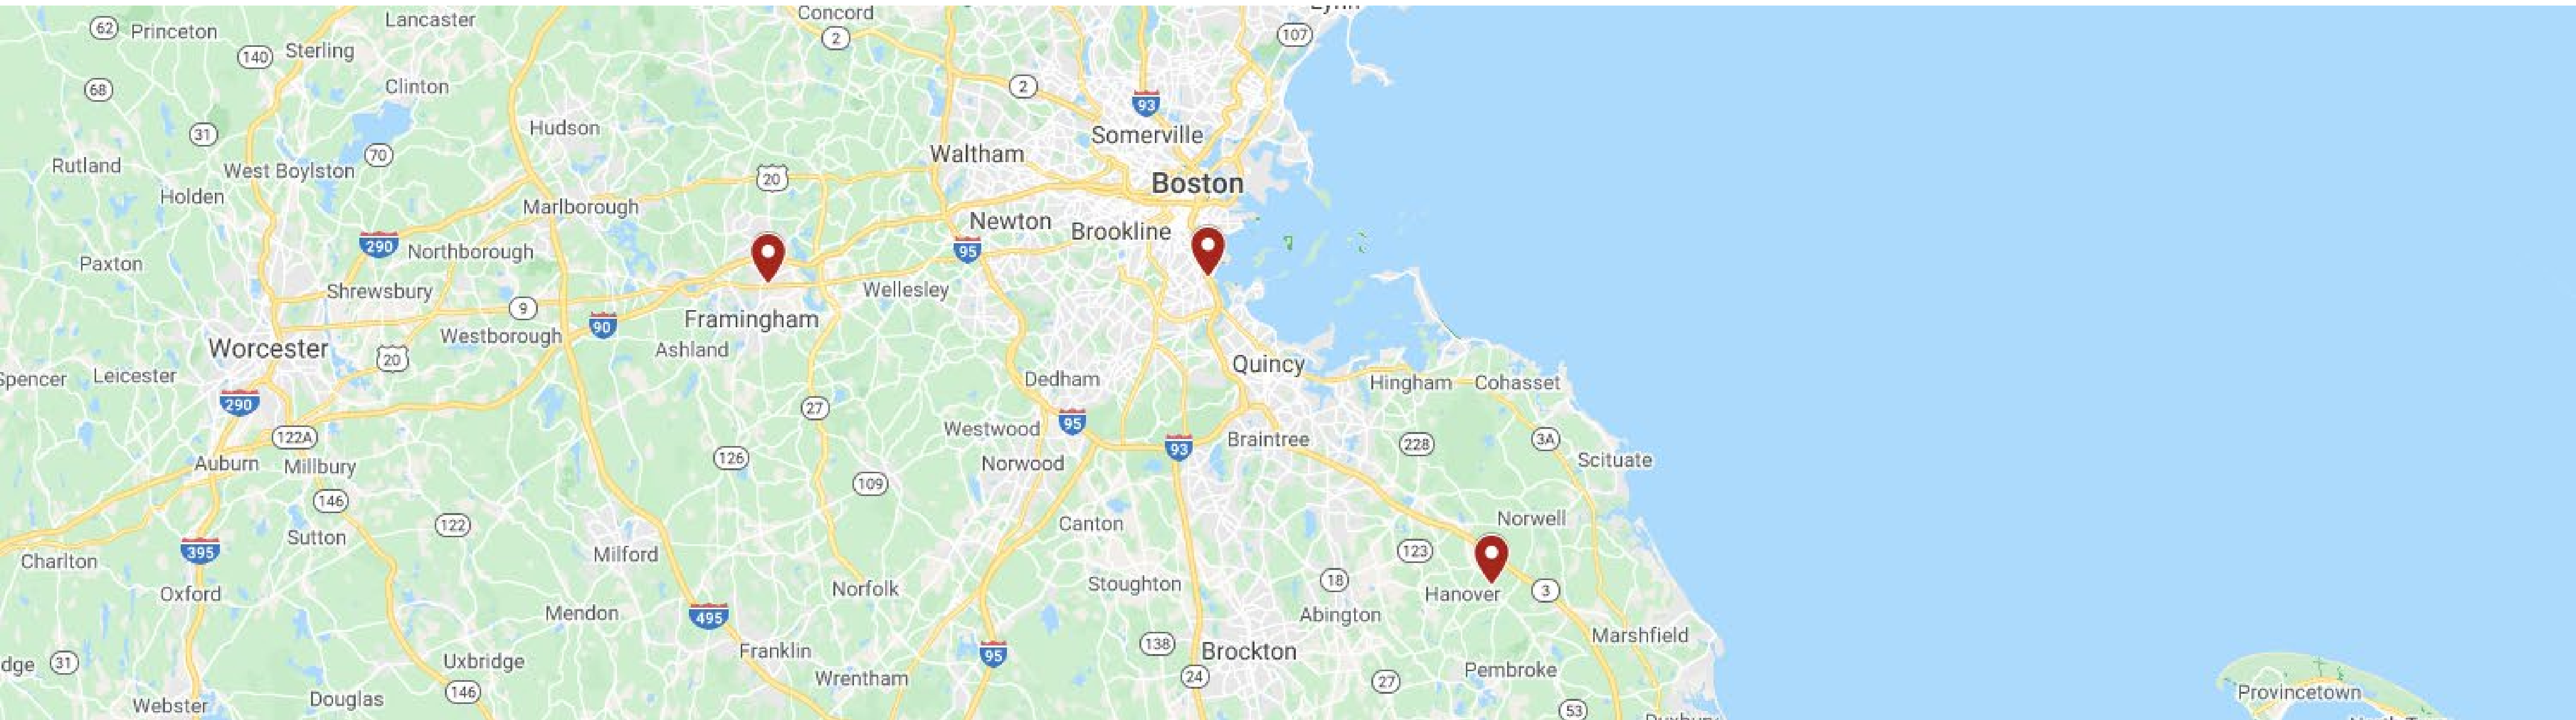 Concord
Lynn
Lancaster
62
Princeton
2
107
140
Sterling
68
Clinton
2
93
31
Hudson
Somerville
70
Waltham
Rutland
West Boylston
20
Boston
Holden
Marlborough
Newton
Brookline
290
Northborough
95
Paxton
Shrewsbury
Wellesley
9
Framingham
90
Westborough
Worcester
20
Ashland
Quincy
Spencer
Leicester
Dedham
Hingham
Cohasset
290
27
95
122A
Westwood
93
Braintree
228
3A
Auburn
Millbury
126
Norwood
Scituate
109
146
122
Canton
Norwell
Sutton
395
Milford
123
Charlton
Stoughton
18
Oxford
Norfolk
Hanover
3
Mendon
495
Abington
Marshfield
138
Franklin
95
Brockton
dge
31
Uxbridge
Wrentham
24
Pembroke
27
146
Provincetown
Douglas
Webster
53
Duxbury